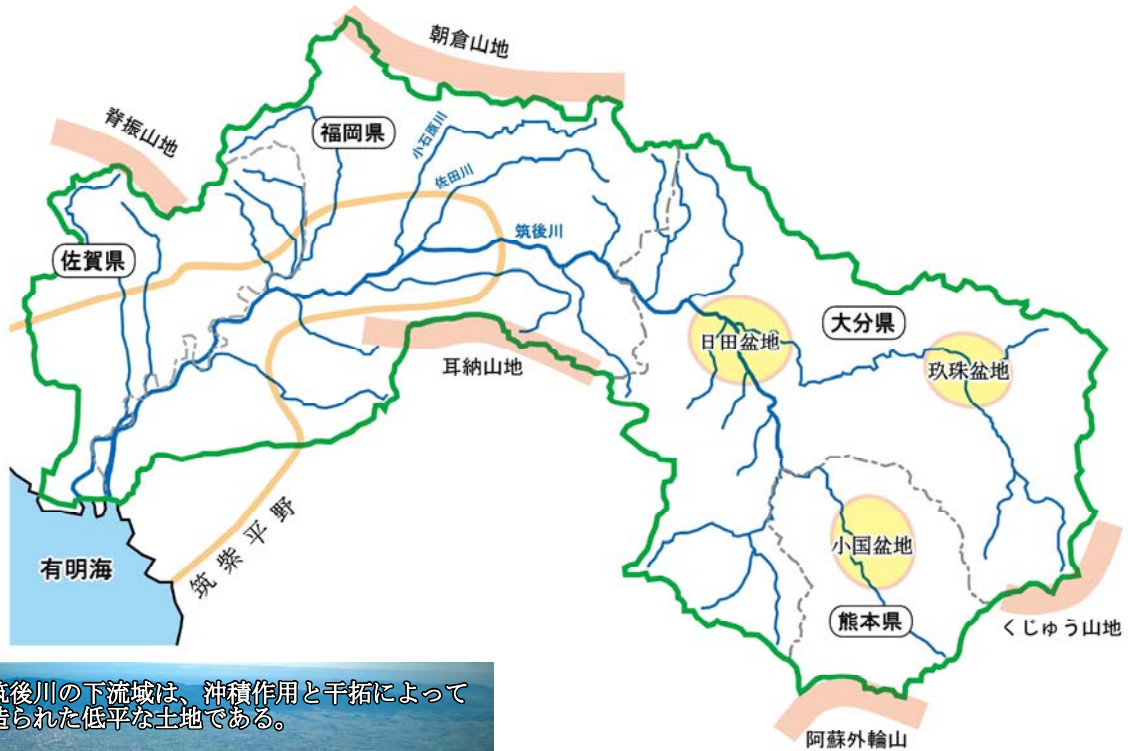 朝倉山地
脊振山地
福岡県
小石原川
佐田川
筑後川
佐賀県
大分県
日田盆地
玖珠盆地
耳納山地
筑紫平野
有明海
小国盆地
熊本県
くじゅう山地
阿蘇外輪山
筑後川の下流域は、沖積作用と干拓によって
造られた低平な土地である。